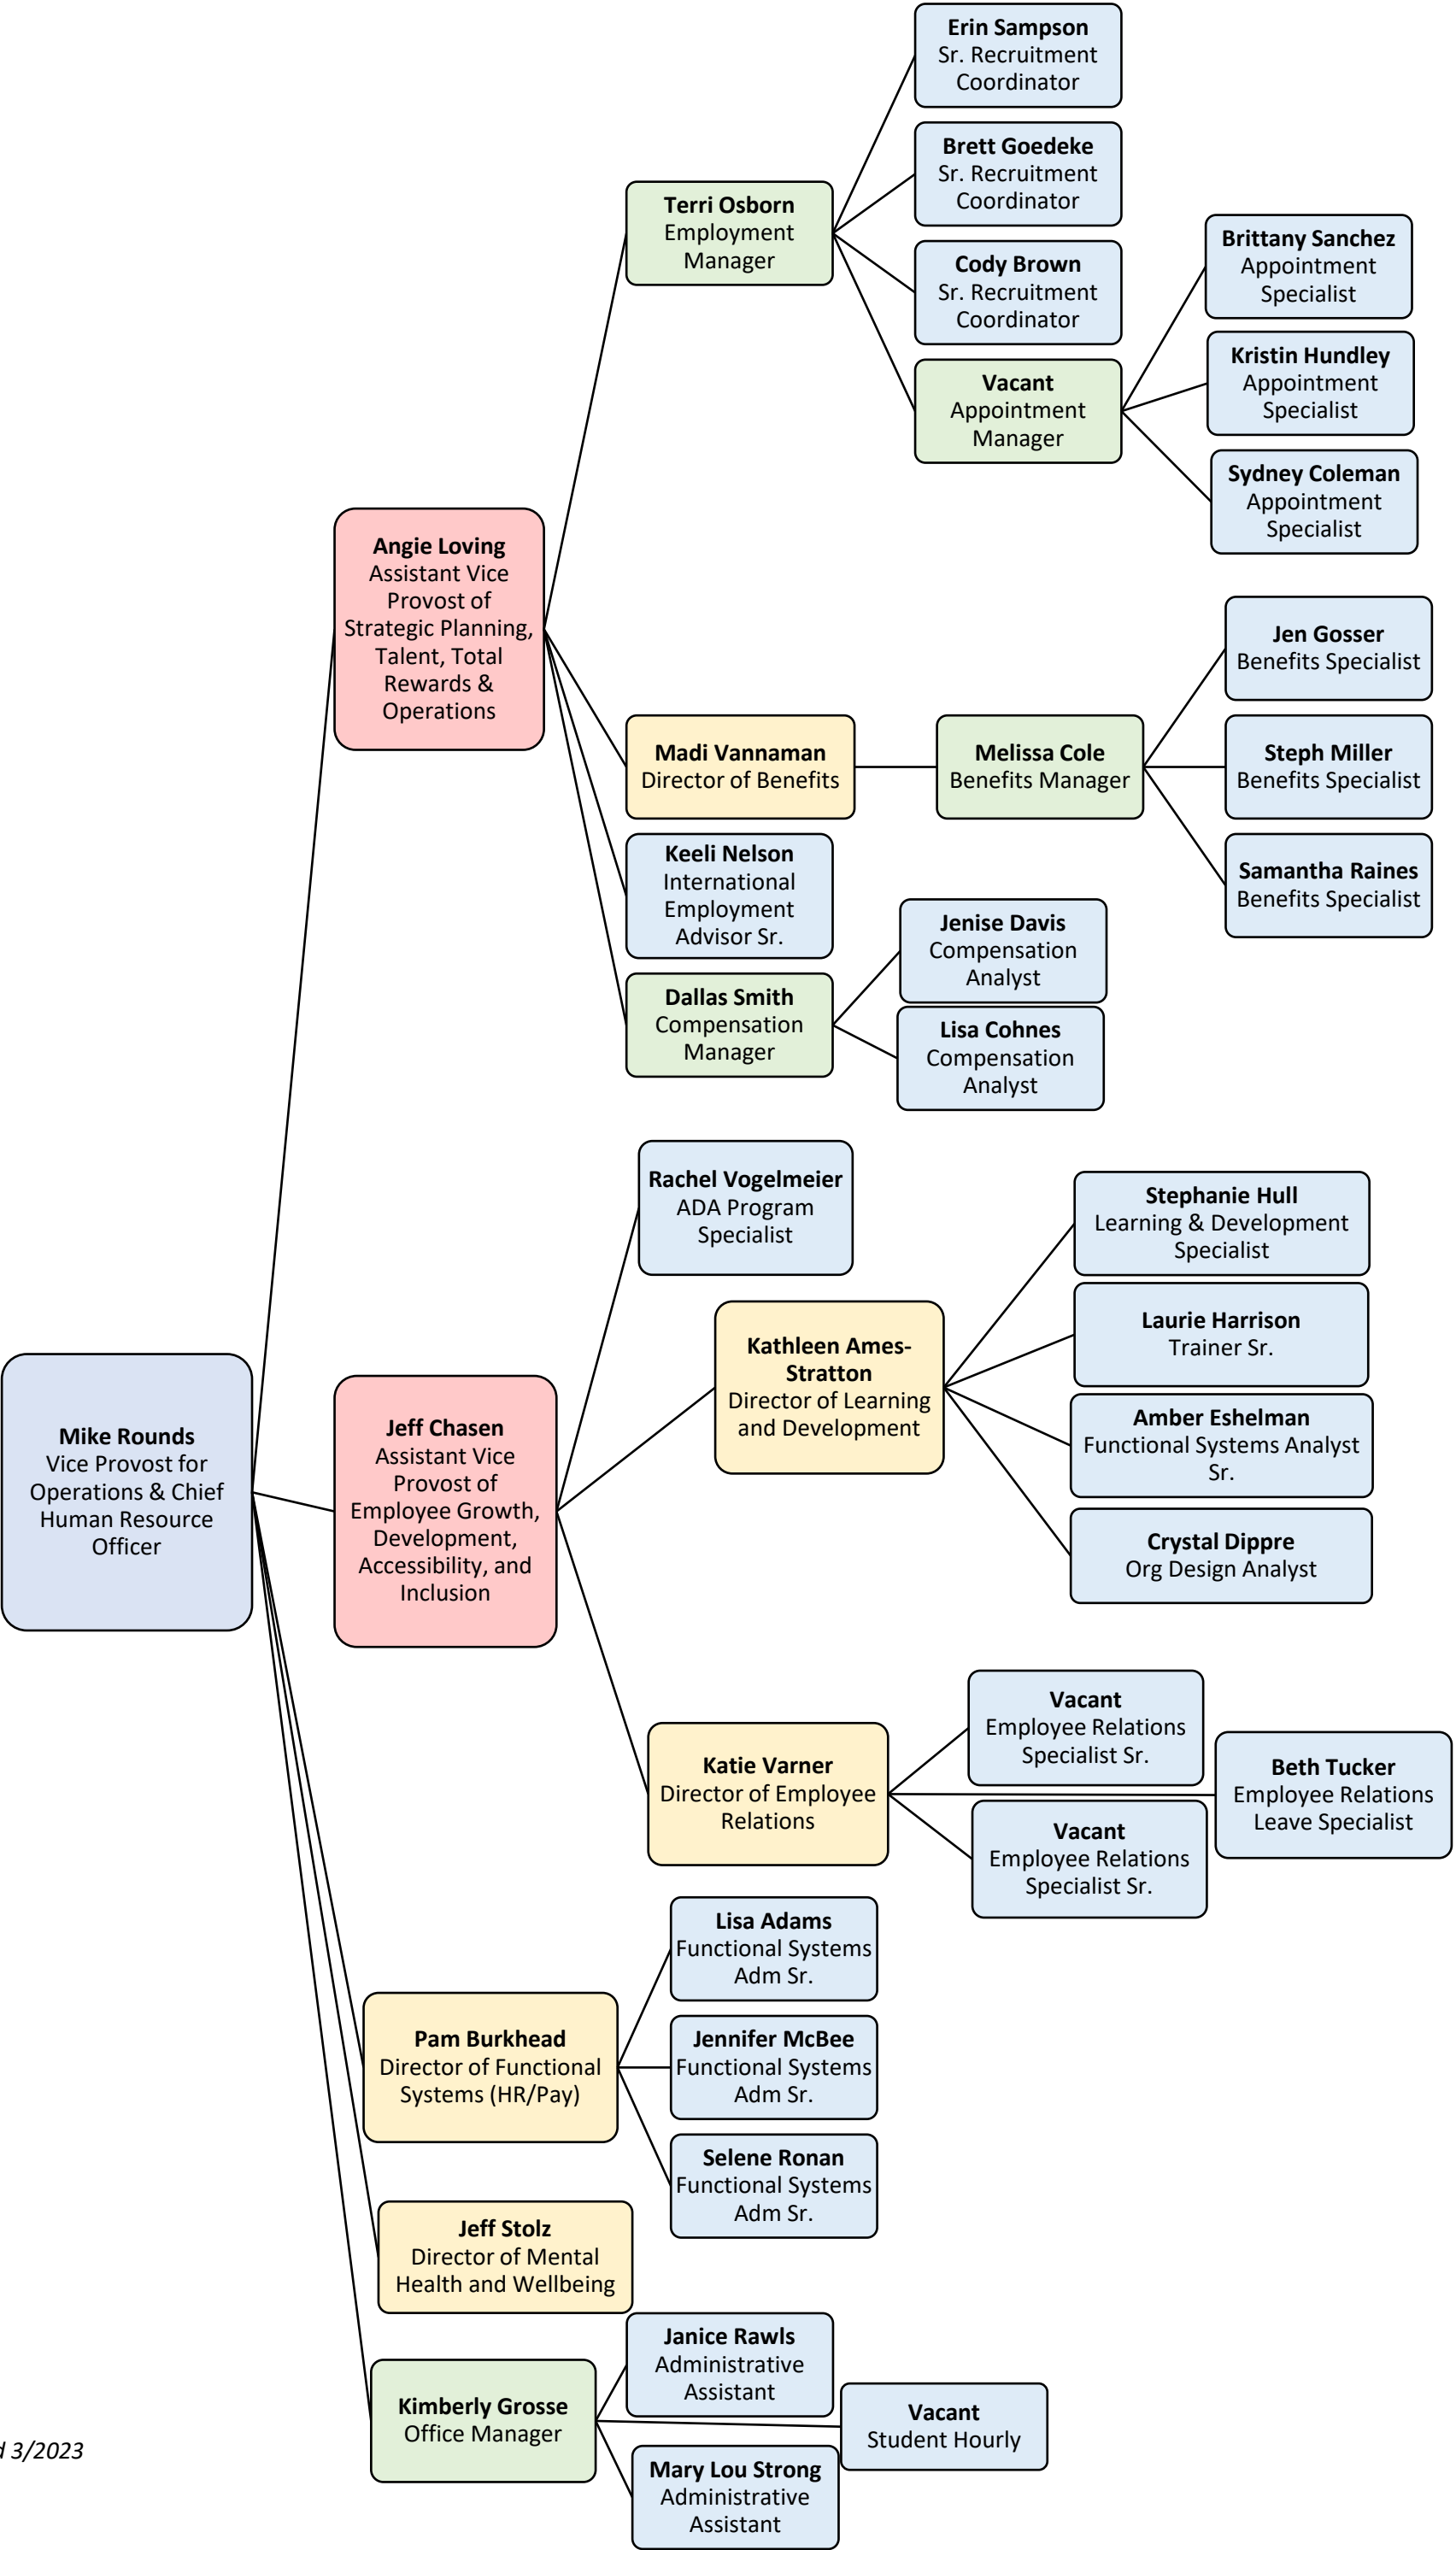 Erin Sampson
Sr. Recruitment
Coordinator
Brett Goedeke
Sr. Recruitment
Coordinator
Terri Osborn
Employment
Manager
Cody Brown
Sr. Recruitment
Coordinator
Vacant
Appointment
Manager
Brittany Sanchez
Appointment
Specialist
Kristin Hundley
Appointment
Specialist
Sydney Coleman
Appointment
Specialist
Angie Loving
Assistant Vice
Provost of
Strategic Planning,
Talent, Total
Rewards &
Operations
Madi Vannaman
Director of Benefits
Melissa Cole
Benefits Manager
Jen Gosser
Benefits Specialist
Steph Miller
Benefits Specialist
Samantha Raines
Benefits Specialist
Keeli Nelson
International
Employment
Advisor Sr.
Dallas Smith
Compensation
Manager
Jenise Davis
Compensation
Analyst
Lisa Cohnes
Compensation
Analyst
Mike Rounds
Vice Provost for
Operations & Chief
Human Resource
Officer
Jeff Chasen
Assistant Vice
Provost of
Employee Growth,
Development,
Accessibility, and
Inclusion
Rachel Vogelmeier
ADA Program
Specialist
Kathleen Ames-
Stratton
Director of Learning
and Development
Stephanie Hull
Learning & Development
Specialist
Laurie Harrison
Trainer Sr.
Amber Eshelman
Functional Systems Analyst
Sr.
Crystal Dippre
Org Design Analyst
Katie Varner
Director of Employee
Relations
Vacant
Employee Relations
Specialist Sr.
Beth Tucker
Employee Relations
Leave Specialist
Vacant
Employee Relations
Specialist Sr.
Pam Burkhead
Director of Functional
Systems (HR/Pay)
Lisa Adams
Functional Systems
Adm Sr.
Jennifer McBee
Functional Systems
Adm Sr.
Selene Ronan
Functional Systems
Adm Sr.
Jeff Stolz
Director of Mental
Health and Wellbeing
Kimberly Grosse
Office Manager
Janice Rawls
Administrative
Assistant
Vacant
Student Hourly
Mary Lou Strong
Administrative
Assistant
3/2023